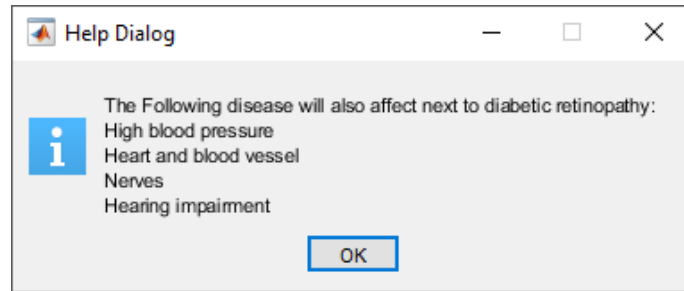 Help Dialog
The Following disease will also affect next to diabetic retinopathy:
High blood pressure
Heart and blood vessel
Nerves
Hearing impairment
OK